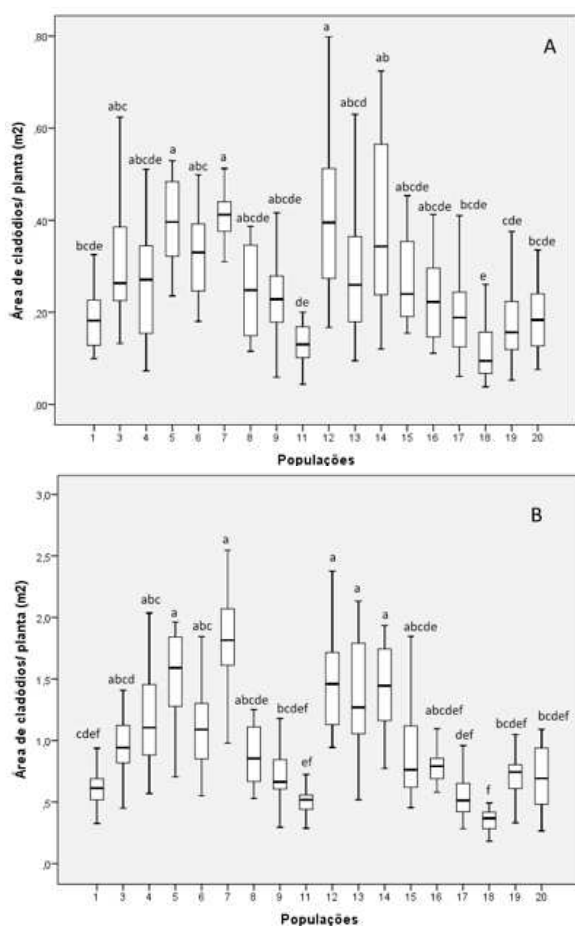 A
Área de cladódios/ planta (m2)
,80
,60
,40
,20
,00
bcde
abc
abcde
a
abc
a
abcde
abcde
de
a
abcd
ab
abcde
abcde
bcde
e
cde
bcde
1 3 4 5 6 7 8 9 11 12 13 14 15 16 17 18 19 20
Populações
B
Área de cladódios/ planta (m2)
3,0
2,5
2,0
1,5
1,0
,5
,0
cdef
abcd
abc
a
abc
a
abcde
bcdef
ef
a
a
a
abcde
abcdef
def
f
bcdef
bcdef
1 3 4 5 6 7 8 9 11 12 13 14 15 16 17 18 19 20
Populações